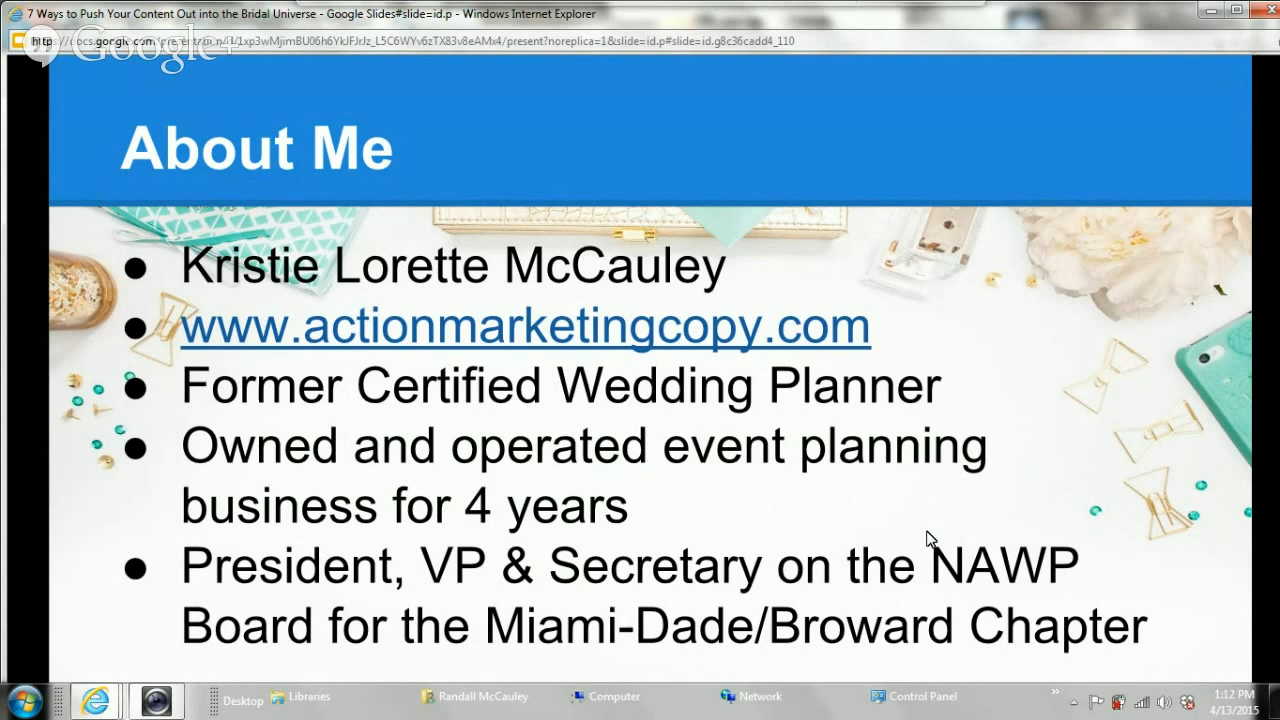 7 Ways to Push Your Content Out into the Bridal Universe - Google Slides#slide=id.p - Windows Internet Explorer
Google+
About Me
● Kristie Lorette McCauley
● www.actionmarketingcopy.com
● Former Certified Wedding Planner
● Owned and operated event planning
business for 4 years
● President, VP & Secretary on the NAWP
Board for the Miami-Dade/Broward Chapter
Desktop Libraries Randall McCauley Computer Network Control Panel
1:12 PM
4/13/2015